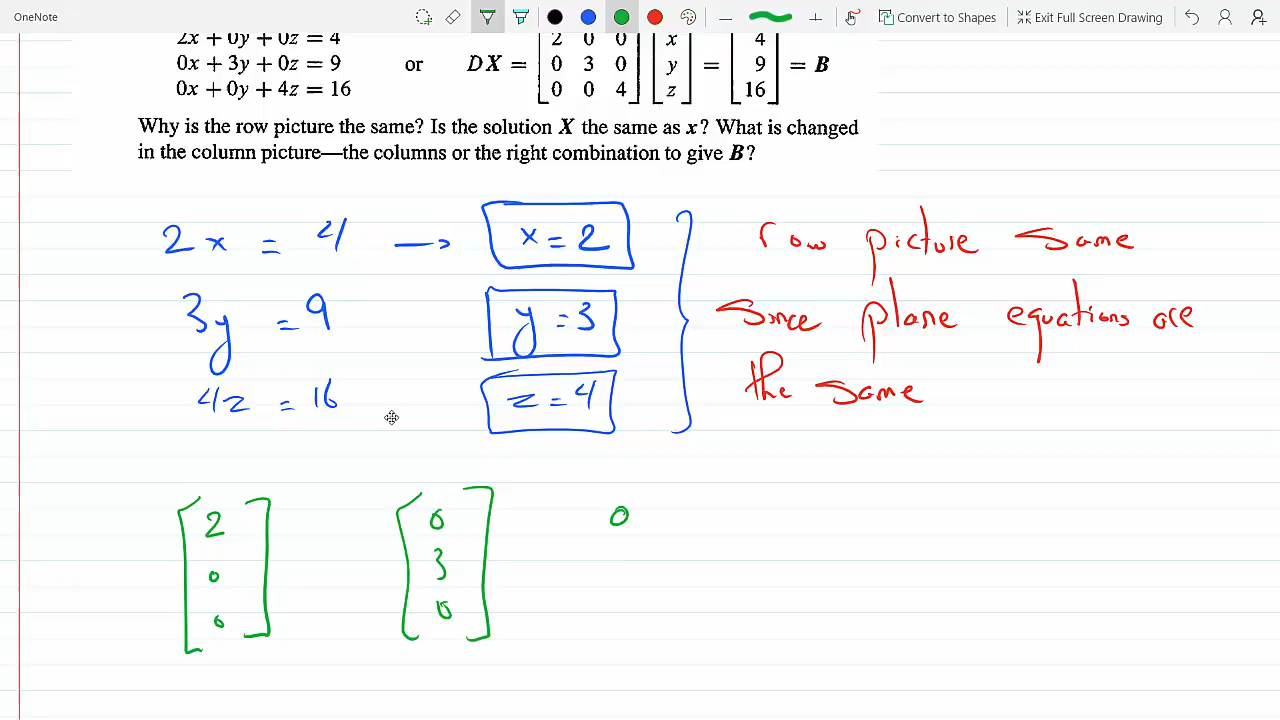 OneNote
Convert to Shapes
Exit Full Screen Drawing
2x + 0y + 0z = 4
0x + 3y + 0z = 9 or DX = [2 0 0; 0 3 0; 0 0 4] [x; y; z] = [4; 9; 16] = B
0x + 0y + 4z = 16
Why is the row picture the same? Is the solution X the same as x? What is changed
in the column picture—the columns or the right combination to give B?
2x = 4 → x = 2
3y = 9 y = 3
4z = 16 z = 4
row picture same
since plane equations are
the same
2 0 0
0 3
0 0